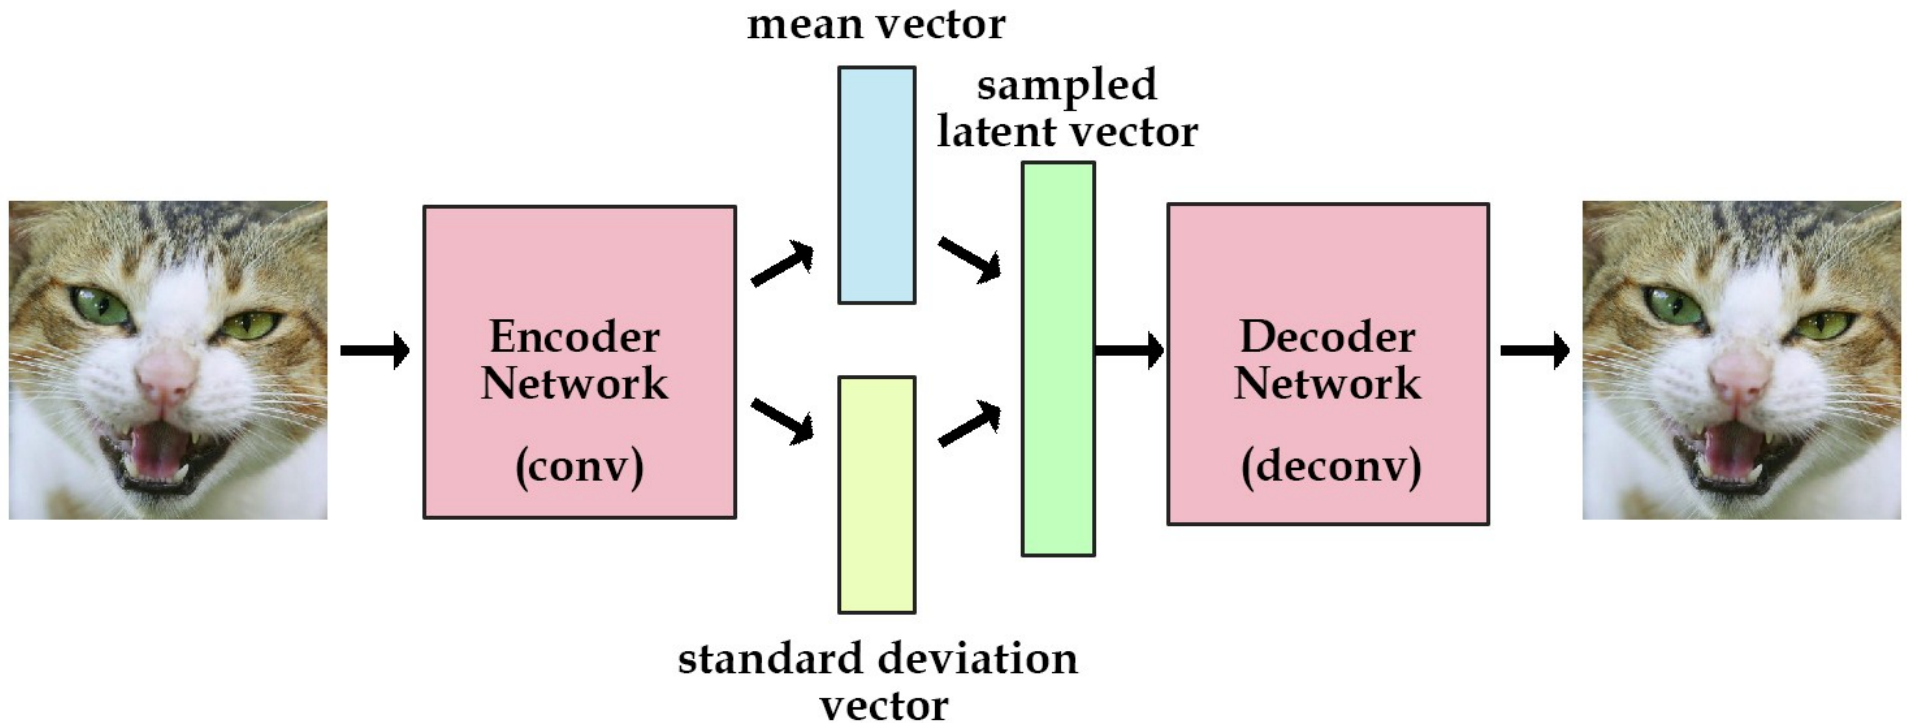 mean vector
sampled
latent vector
Encoder
Network
(conv)
Decoder
Network
(deconv)
standard deviation
vector